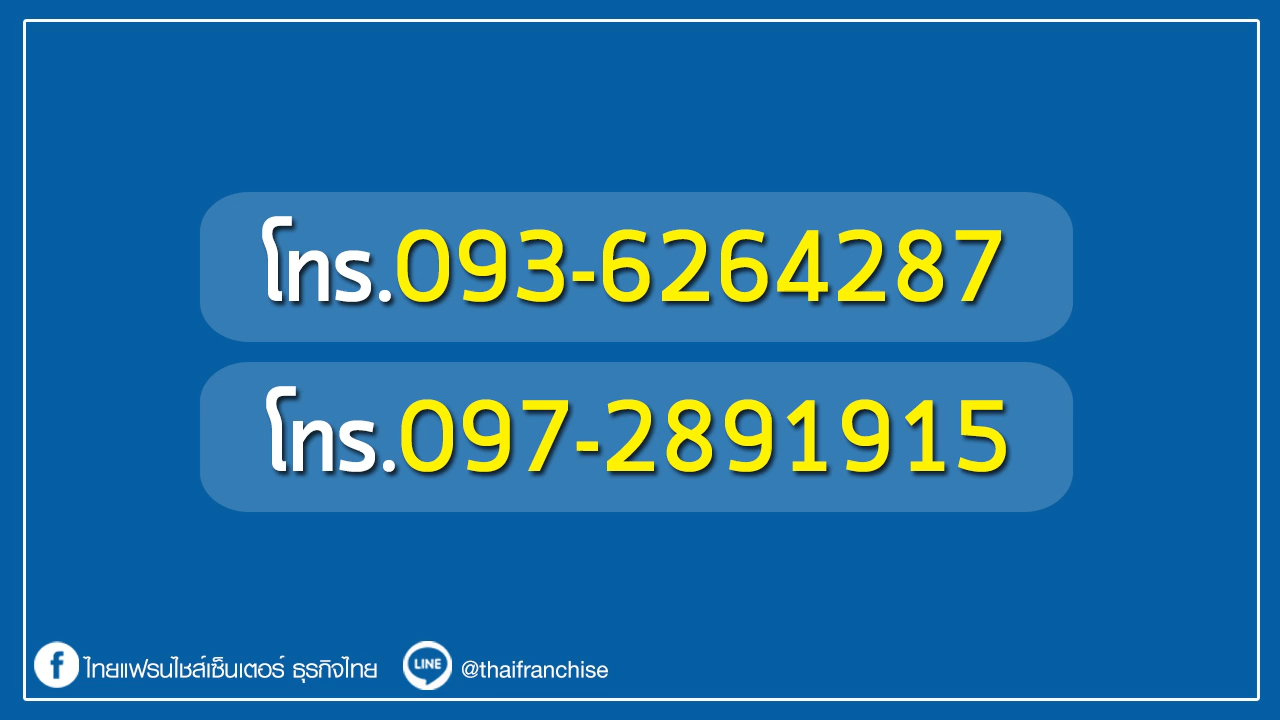 โทร.093-6264287
โทร.097-2891915
ไทยแฟรนไชส์เซ็นเตอร์ ธุรกิจไทย LINE @thaifranchise